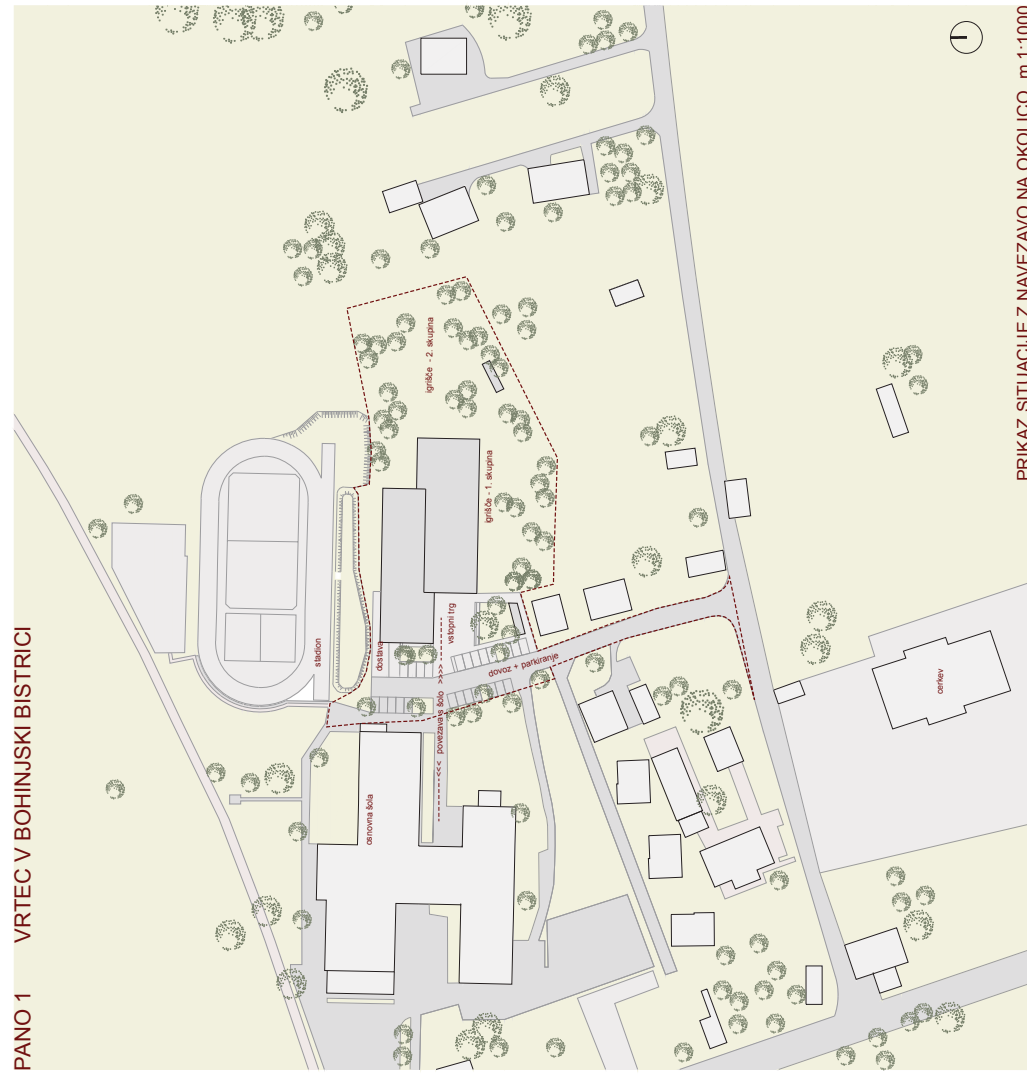 PANO 1 VRTEC V BOHINJSKI BISTRICI
PRIKAZ SITUACIJE Z NAVEZAVO NA OKOLICO m 1:1000
stadion
osnovna šola
dostava
<<< povezava s šolo >>>>
vstopni trg
dovoz + parkiranje
igrišče - 1. skupina
igrišče - 2. skupina
cerkev